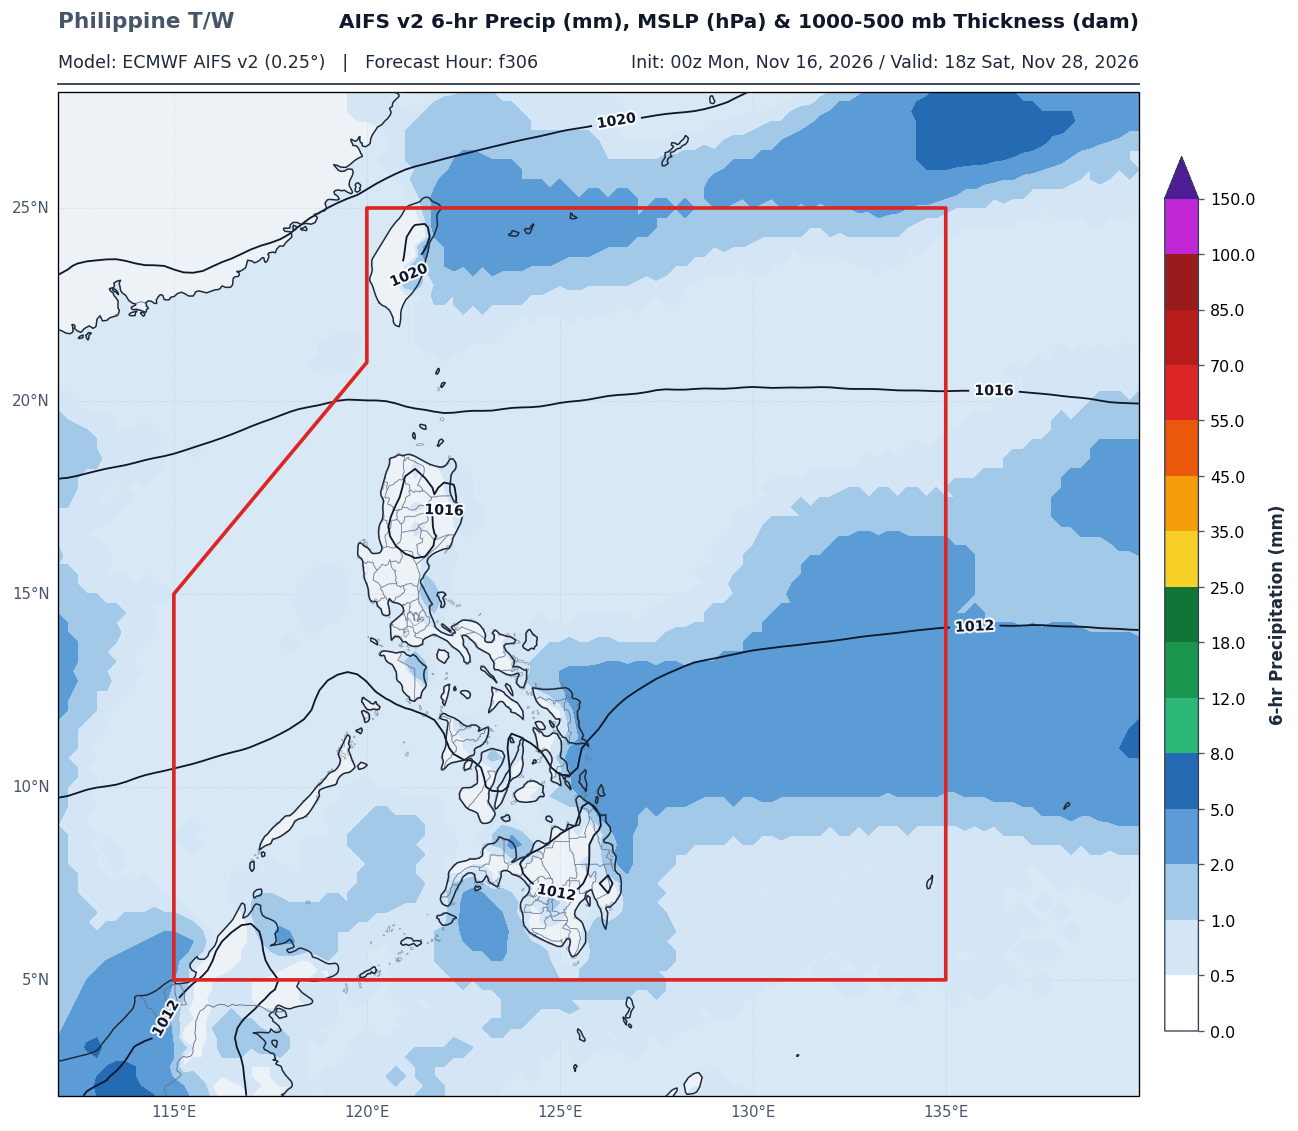 Philippine T/W
AIFS v2 6-hr Precip (mm), MSLP (hPa) & 1000-500 mb Thickness (dam)
Model: ECMWF AIFS v2 (0.25°) | Forecast Hour: f306
Init: 00z Mon, Nov 16, 2026 / Valid: 18z Sat, Nov 28, 2026
1020
25°N
1020
20°N
1016
1016
15°N
1012
10°N
1012
5°N
1012
115°E
120°E
125°E
130°E
135°E
150.0
100.0
85.0
70.0
55.0
45.0
35.0
25.0
18.0
12.0
8.0
5.0
2.0
1.0
0.5
0.0
6-hr Precipitation (mm)